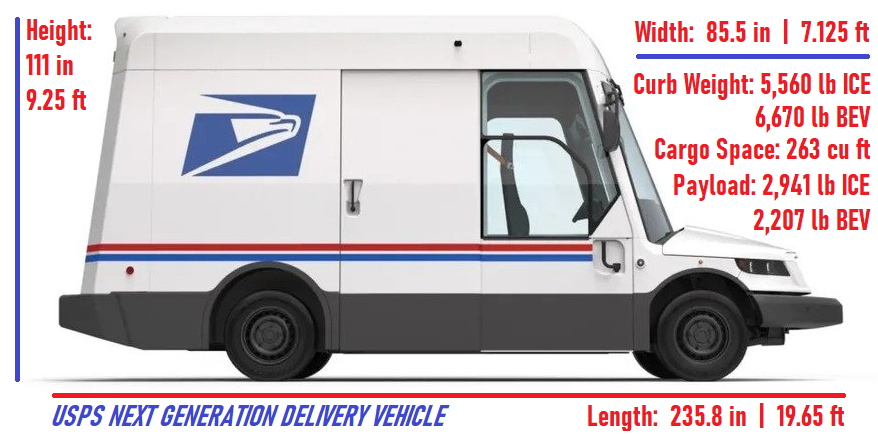 Height:
111 in
9.25 ft
Width: 85.5 in | 7.125 ft
Curb Weight: 5,560 lb ICE
6,670 lb BEV
Cargo Space: 263 cu ft
Payload: 2,941 lb ICE
2,207 lb BEV
USPS NEXT GENERATION DELIVERY VEHICLE
Length: 235.8 in | 19.65 ft